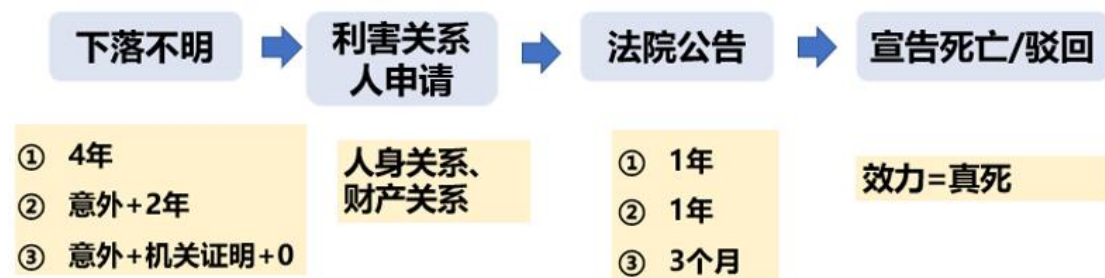 下落不明
利害关系
人申请
法院公告
宣告死亡/驳回
① 4年
② 意外+2年
③ 意外+机关证明+0
人身关系、
财产关系
① 1年
② 1年
③ 3个月
效力=真死